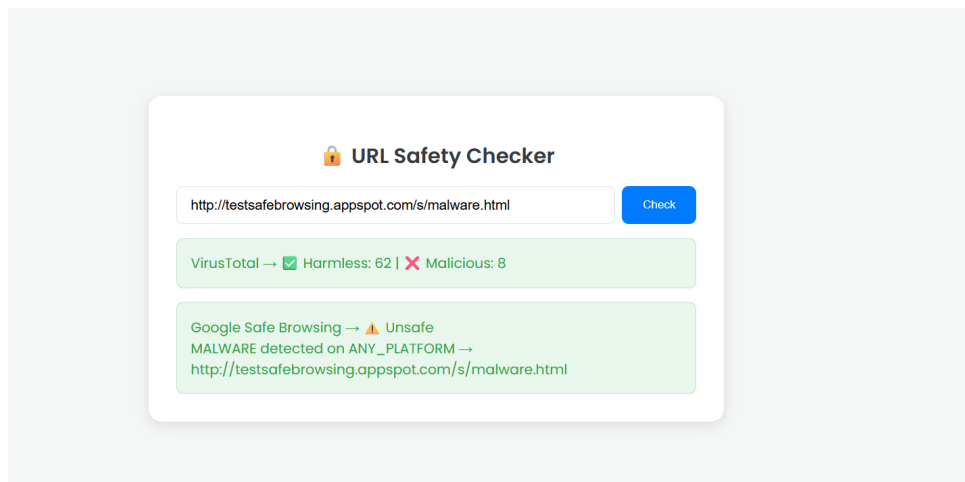 🔒 URL Safety Checker
http://testsafebrowsing.appspot.com/s/malware.html
Check
VirusTotal → ✅ Harmless: 62 | ❌ Malicious: 8
Google Safe Browsing → ⚠️ Unsafe
MALWARE detected on ANY_PLATFORM →
http://testsafebrowsing.appspot.com/s/malware.html